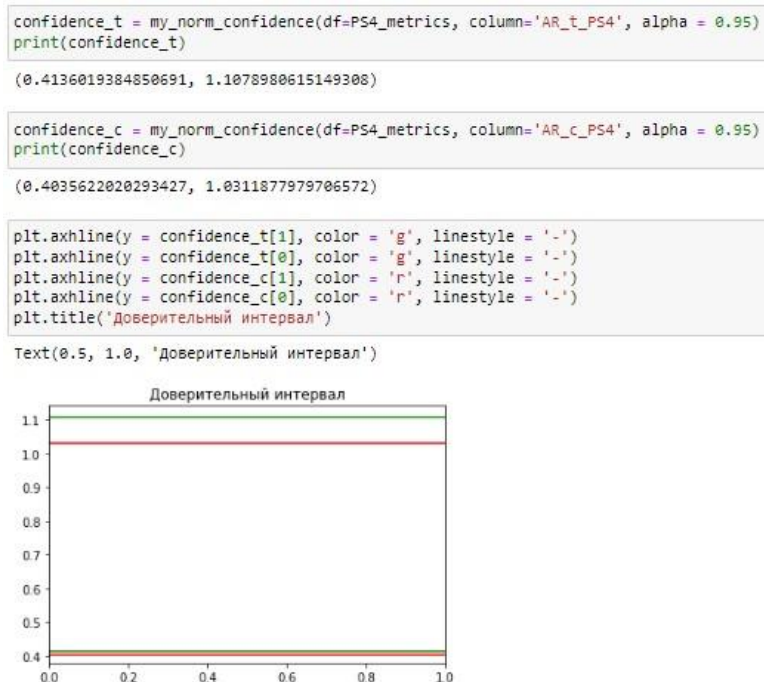 confidence_t = my_norm_confidence(df=PS4_metrics, column='AR_t_PS4', alpha = 0.95)
print(confidence_t)
(0.4136019384850691, 1.1078980615149308)
confidence_c = my_norm_confidence(df=PS4_metrics, column='AR_c_PS4', alpha = 0.95)
print(confidence_c)
(0.4035622020293427, 1.0311877979706572)
plt.axhline(y = confidence_t[1], color = 'g', linestyle = '-')
plt.axhline(y = confidence_t[0], color = 'g', linestyle = '-')
plt.axhline(y = confidence_c[1], color = 'r', linestyle = '-')
plt.axhline(y = confidence_c[0], color = 'r', linestyle = '-')
plt.title('Доверительный интервал')
Text(0.5, 1.0, 'Доверительный интервал')
Доверительный интервал
1.1
1.0
0.9
0.8
0.7
0.6
0.5
0.4
0.0 0.2 0.4 0.6 0.8 1.0